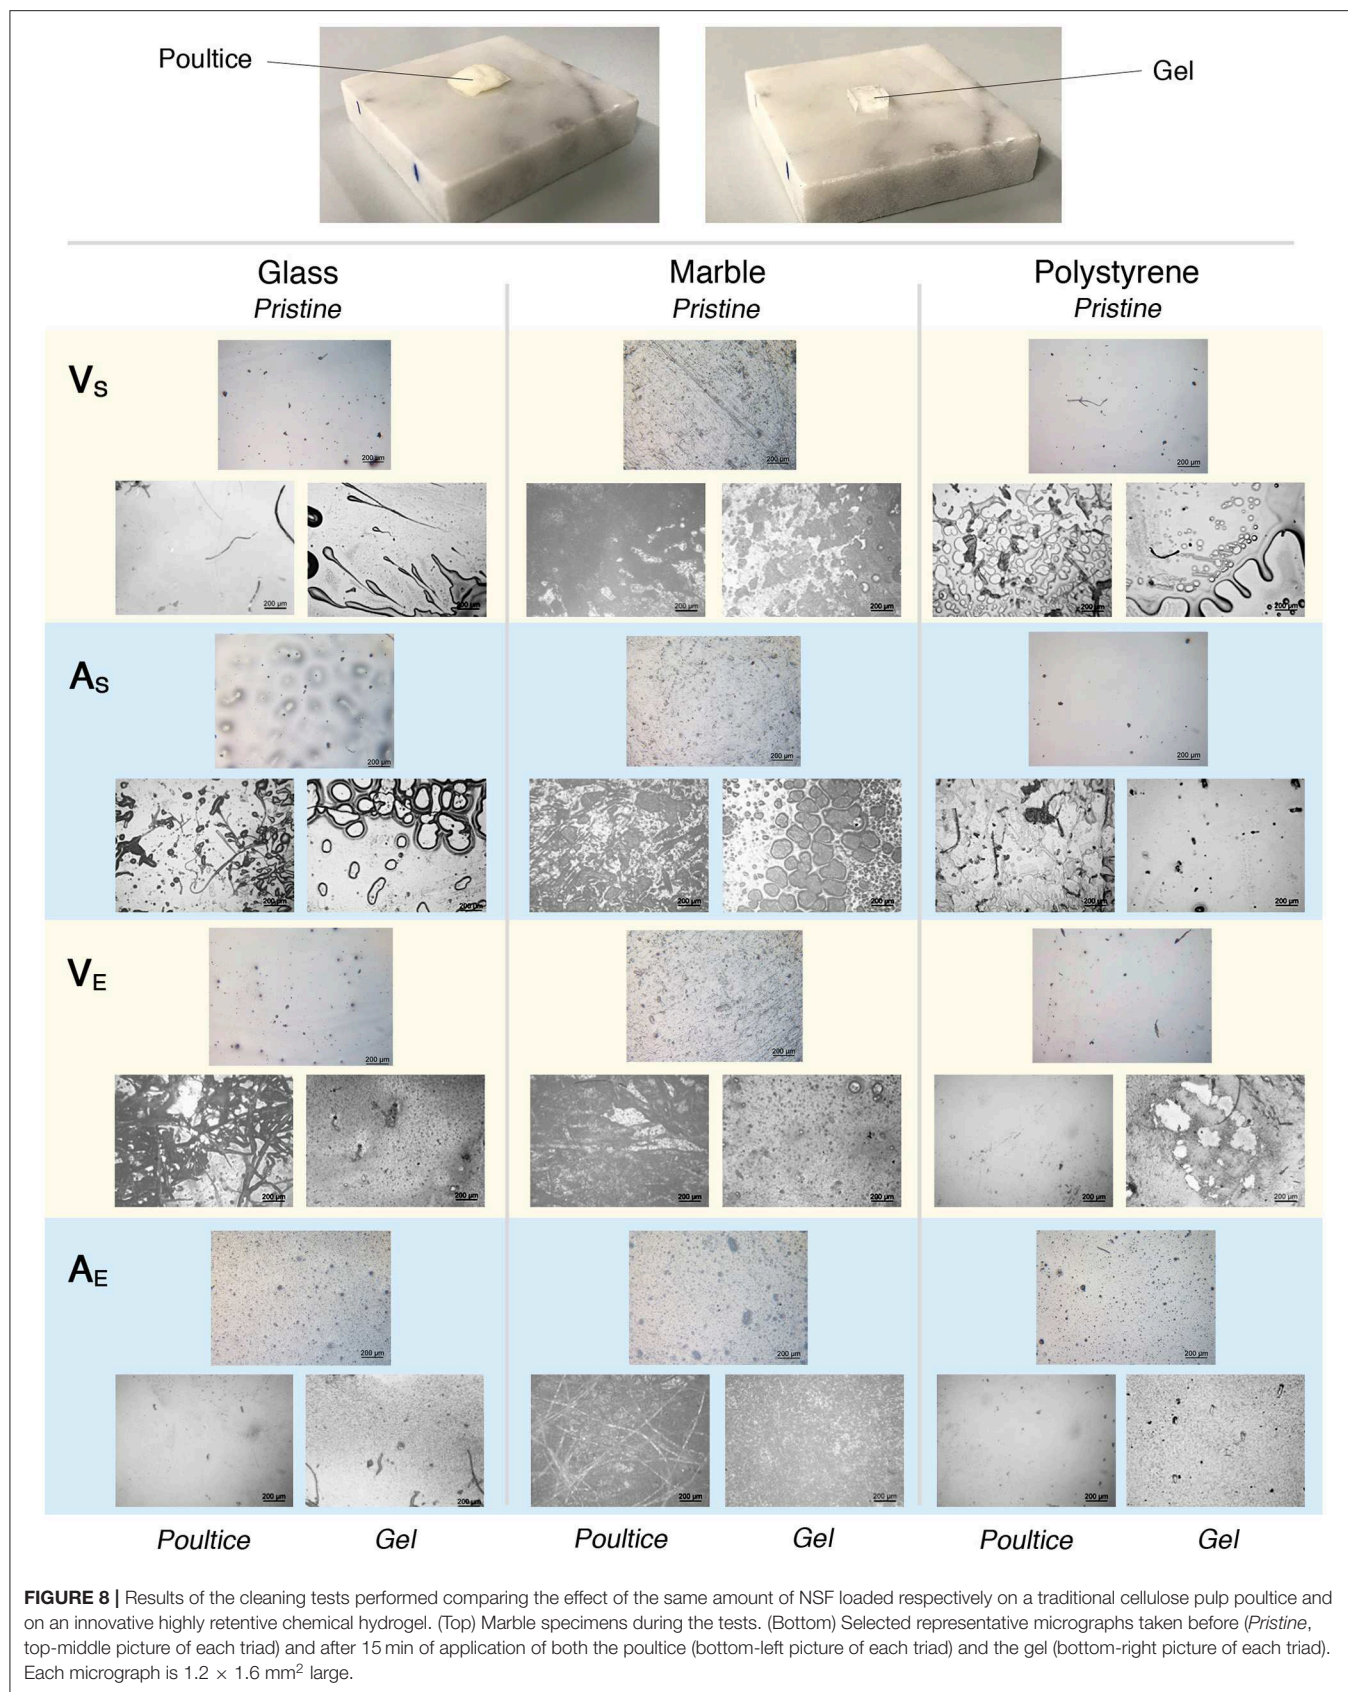 Poultice
Gel
Glass
Marble
Polystyrene
Pristine
Pristine
Pristine
VS
200 µm
200 µm
200 µm
200 µm
200 µm
200 µm
200 µm
200 µm
200 µm
AS
200 µm
200 µm
200 µm
200 µm
200 µm
200 µm
200 µm
200 µm
200 µm
VE
200 µm
200 µm
200 µm
200 µm
200 µm
200 µm
200 µm
200 µm
200 µm
AE
200 µm
200 µm
200 µm
200 µm
200 µm
200 µm
200 µm
200 µm
200 µm
Poultice
Gel
Poultice
Gel
Poultice
Gel
FIGURE 8 | Results of the cleaning tests performed comparing the effect of the same amount of NSF loaded respectively on a traditional cellulose pulp poultice and
on an innovative highly retentive chemical hydrogel. (Top) Marble specimens during the tests. (Bottom) Selected representative micrographs taken before (Pristine,
top-middle picture of each triad) and after 15 min of application of both the poultice (bottom-left picture of each triad) and the gel (bottom-right picture of each triad).
Each micrograph is 1.2 × 1.6 mm² large.